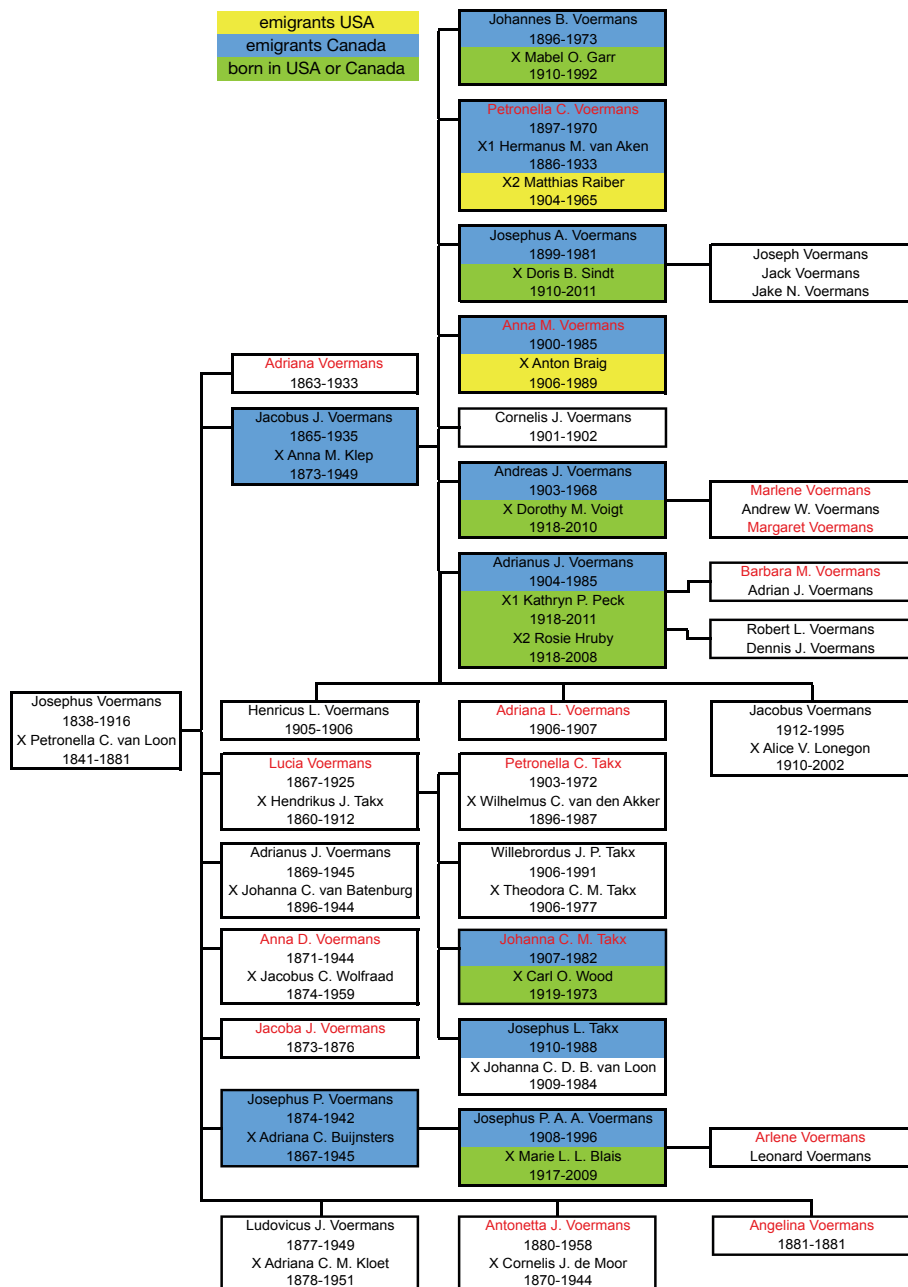 emigrants USA
emigrants Canada
born in USA or Canada
Johannes B. Voermans
1896-1973
X Mabel O. Garr
1910-1992
Petronella C. Voermans
1897-1970
X1 Hermanus M. van Aken
1886-1933
X2 Matthias Raiber
1904-1965
Josephus A. Voermans
1899-1981
X Doris B. Sindt
1910-2011
Joseph Voermans
Jack Voermans
Jake N. Voermans
Anna M. Voermans
1900-1985
X Anton Braig
1906-1989
Adriana Voermans
1863-1933
Jacobus J. Voermans
1865-1935
X Anna M. Klep
1873-1949
Cornelis J. Voermans
1901-1902
Andreas J. Voermans
1903-1968
X Dorothy M. Voigt
1918-2010
Marlene Voermans
Andrew W. Voermans
Margaret Voermans
Adrianus J. Voermans
1904-1985
X1 Kathryn P. Peck
1918-2011
X2 Rosie Hruby
1918-2008
Barbara M. Voermans
Adrian J. Voermans
Robert L. Voermans
Dennis J. Voermans
Josephus Voermans
1838-1916
X Petronella C. van Loon
1841-1881
Henricus L. Voermans
1905-1906
Adriana L. Voermans
1906-1907
Jacobus Voermans
1912-1995
X Alice V. Lonegon
1910-2002
Lucia Voermans
1867-1925
X Hendrikus J. Takx
1860-1912
Petronella C. Takx
1903-1972
X Wilhelmus C. van den Akker
1896-1987
Adrianus J. Voermans
1869-1945
X Johanna C. van Batenburg
1896-1944
Willebrordus J. P. Takx
1906-1991
X Theodora C. M. Takx
1906-1977
Anna D. Voermans
1871-1944
X Jacobus C. Wolfraad
1874-1959
Johanna C. M. Takx
1907-1982
X Carl O. Wood
1919-1973
Jacoba J. Voermans
1873-1876
Josephus L. Takx
1910-1988
X Johanna C. D. B. van Loon
1909-1984
Josephus P. Voermans
1874-1942
X Adriana C. Buijnsters
1867-1945
Josephus P. A. A. Voermans
1908-1996
X Marie L. L. Blais
1917-2009
Arlene Voermans
Leonard Voermans
Ludovicus J. Voermans
1877-1949
X Adriana C. M. Kloet
1878-1951
Antonetta J. Voermans
1880-1958
X Cornelis J. de Moor
1870-1944
Angelina Voermans
1881-1881